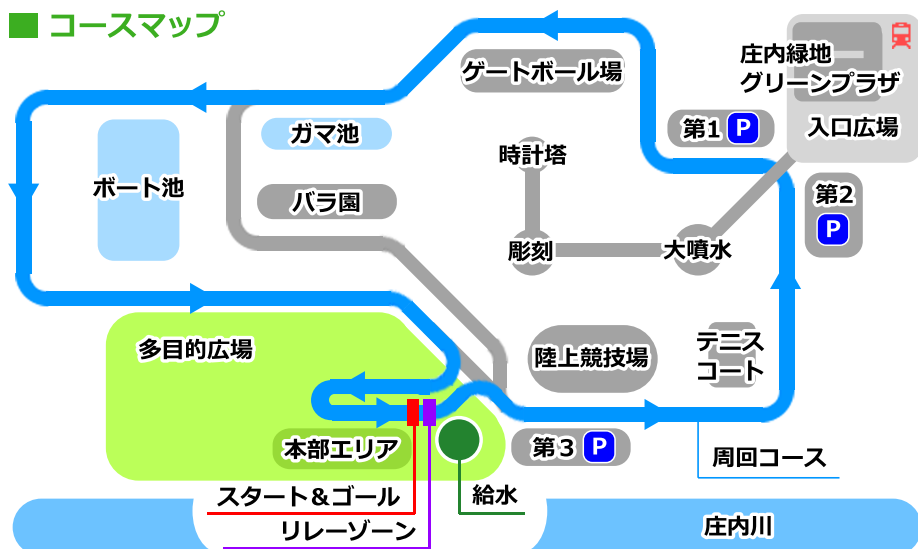 コースマップ
庄内緑地
グリーンプラザ
ゲートボール場
入口広場
第1 P
ガマ池
時計塔
ボート池
バラ園
第2
P
彫刻
大噴水
多目的広場
陸上競技場
テニス
コート
本部エリア
第3 P
周回コース
スタート&ゴール
給水
リレーゾーン
庄内川